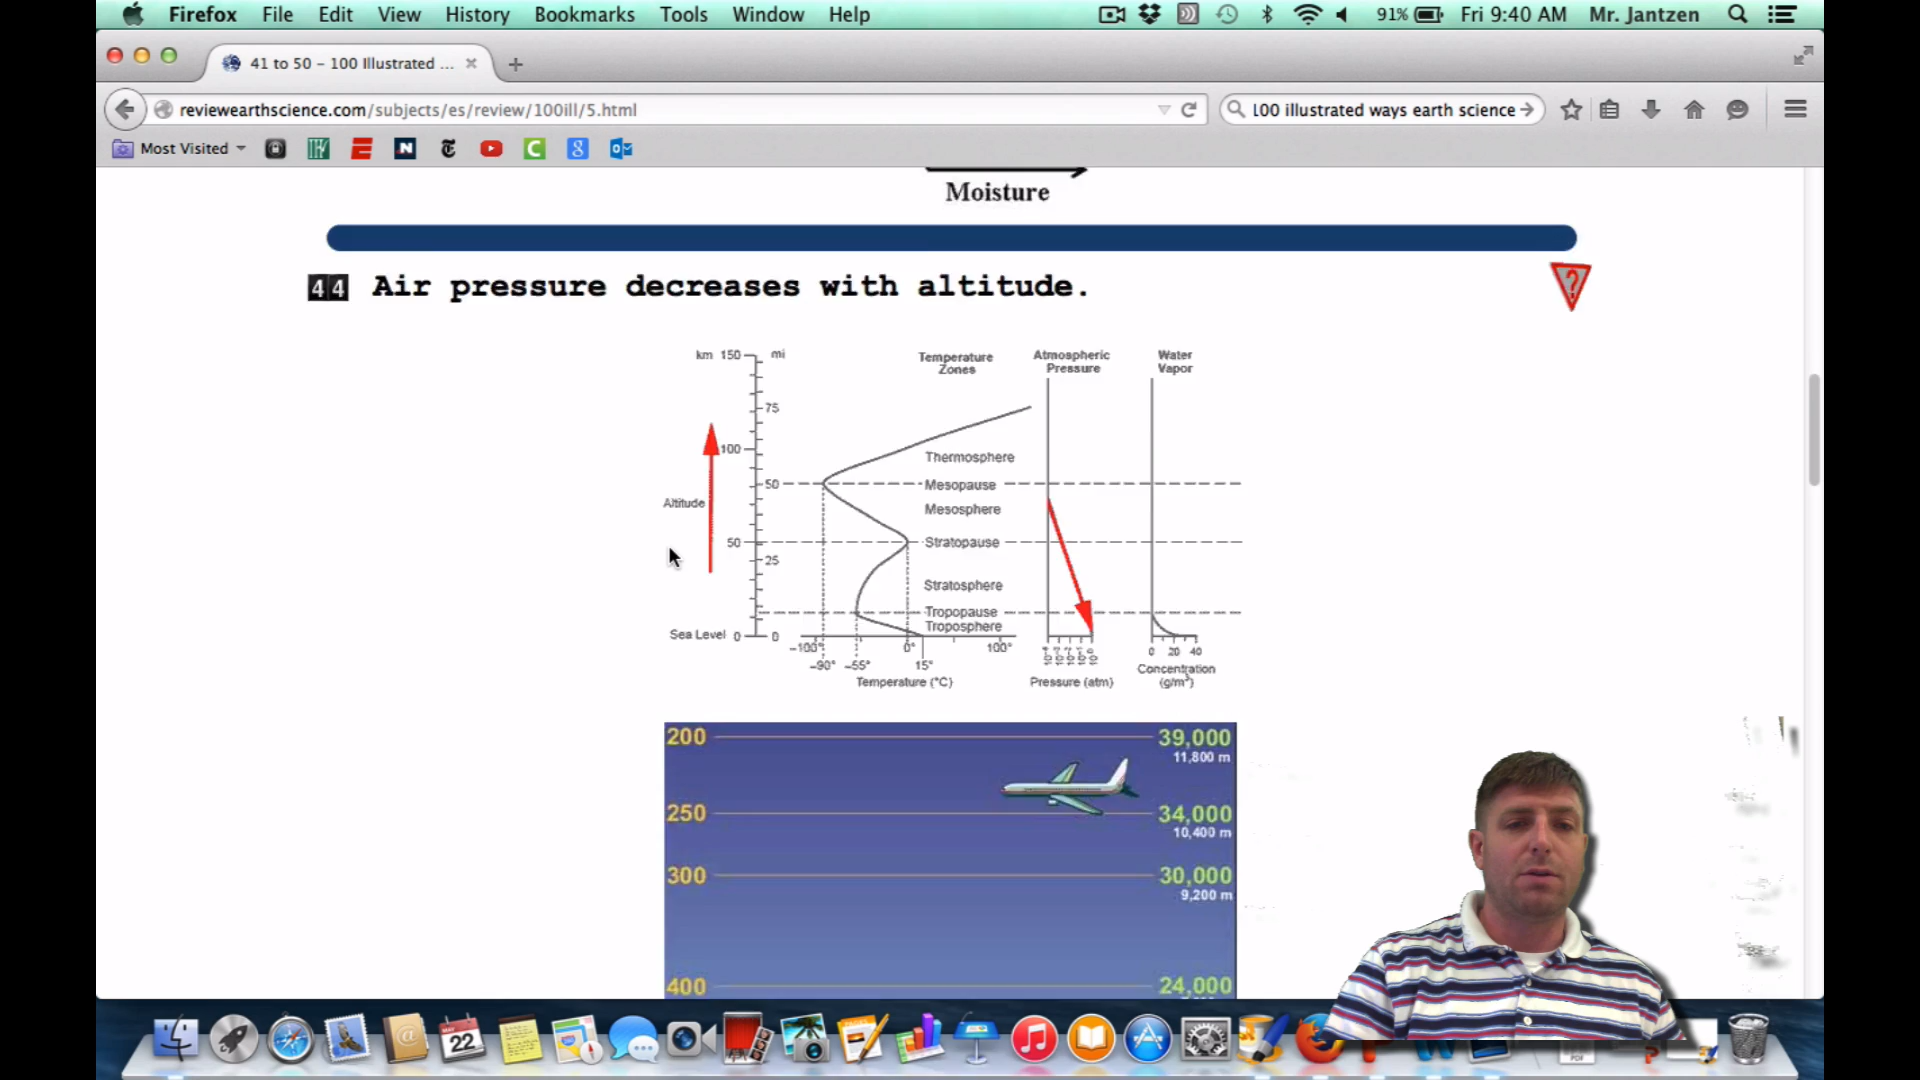 Firefox File Edit View History Bookmarks Tools Window Help 91% Fri 9:40 AM Mr. Jantzen
41 to 50 – 100 Illustrated ...
reviewearthscience.com/subjects/es/review/100ill/5.html
100 illustrated ways earth science
Most Visited
Moisture
44 Air pressure decreases with altitude.
km 150 mi
Temperature Zones
Atmospheric Pressure
Water Vapor
75
100
Thermosphere
50 Mesopause
Altitude
Mesosphere
50 Stratopause
25
Stratosphere
Tropopause
Troposphere
Sea Level 0 0
-100° 0° 100°
-90° -55° 15°
Temperature (°C)
Pressure (atm)
0 20 40
Concentration
(g/m³)
200 39,000
11,800 m
250 34,000
10,400 m
300 30,000
9,200 m
400 24,000
MAY
22
PDF